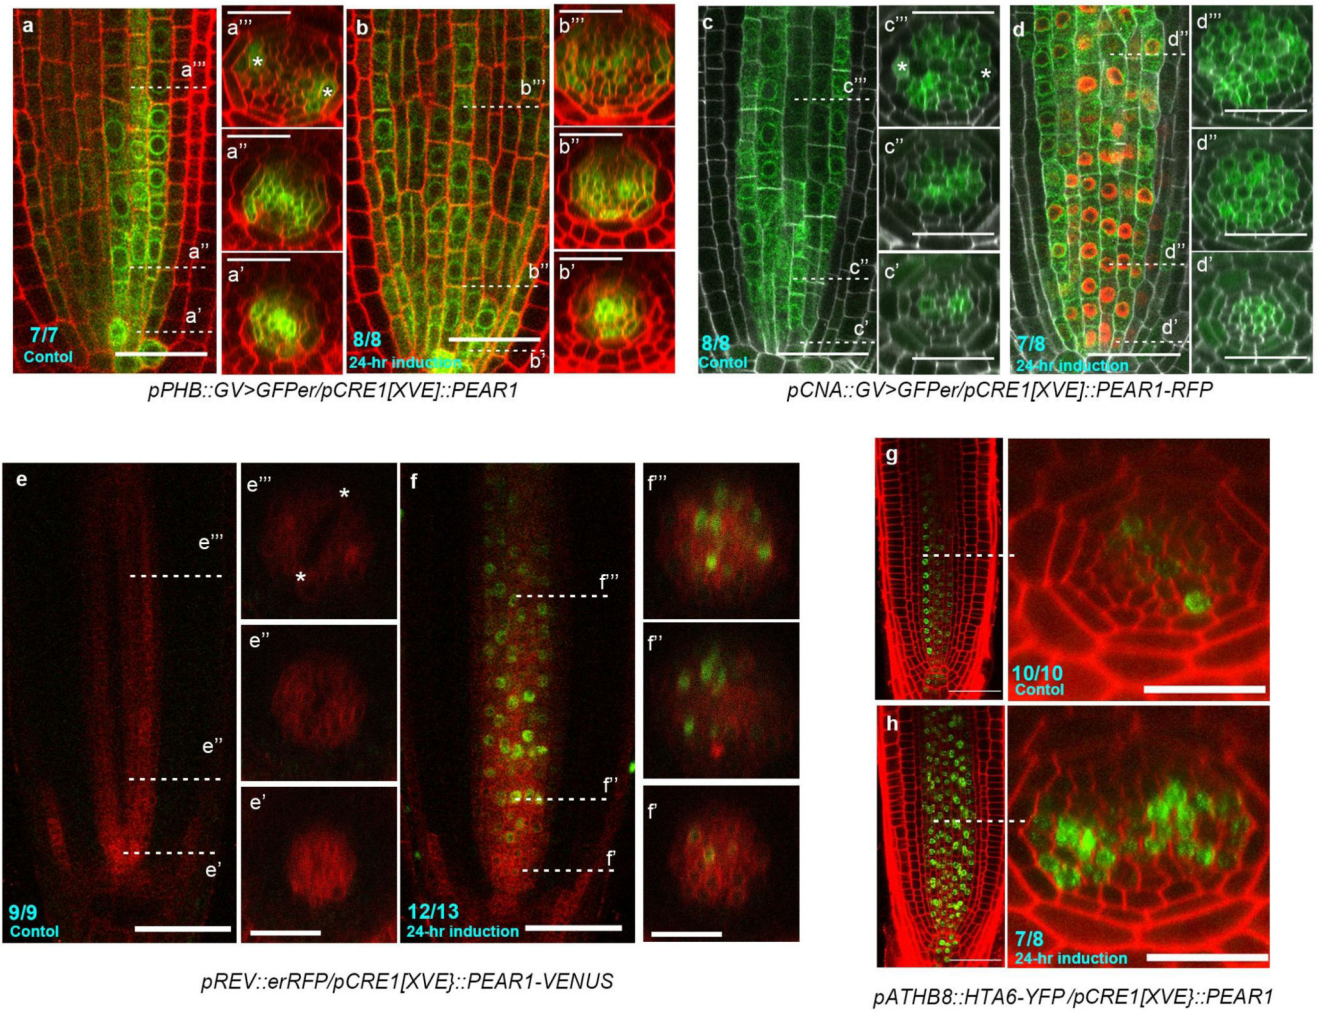 a
a'''
a''
a'
7/7
Contol
a'''
*
*
a''
a'
b
b'''
b''
b'
8/8
24-hr induction
b'''
b''
b'
pPHB::GV>GFPer/pCRE1[XVE]::PEAR1
c
c'''
c''
c'
8/8
Contol
c'''
*
*
c''
c'
d
d''
d''
d'
7/8
24-hr induction
d'''
d''
d'
pCNA::GV>GFPer/pCRE1[XVE]::PEAR1-RFP
e
e'''
e''
e'
9/9
Contol
e'''
*
*
e''
e'
f
f'''
f''
f'
12/13
24-hr induction
f'''
f''
f'
pREV::erRFP/pCRE1[XVE}::PEAR1-VENUS
g
10/10
Contol
h
7/8
24-hr induction
pATHB8::HTA6-YFP/pCRE1[XVE}::PEAR1